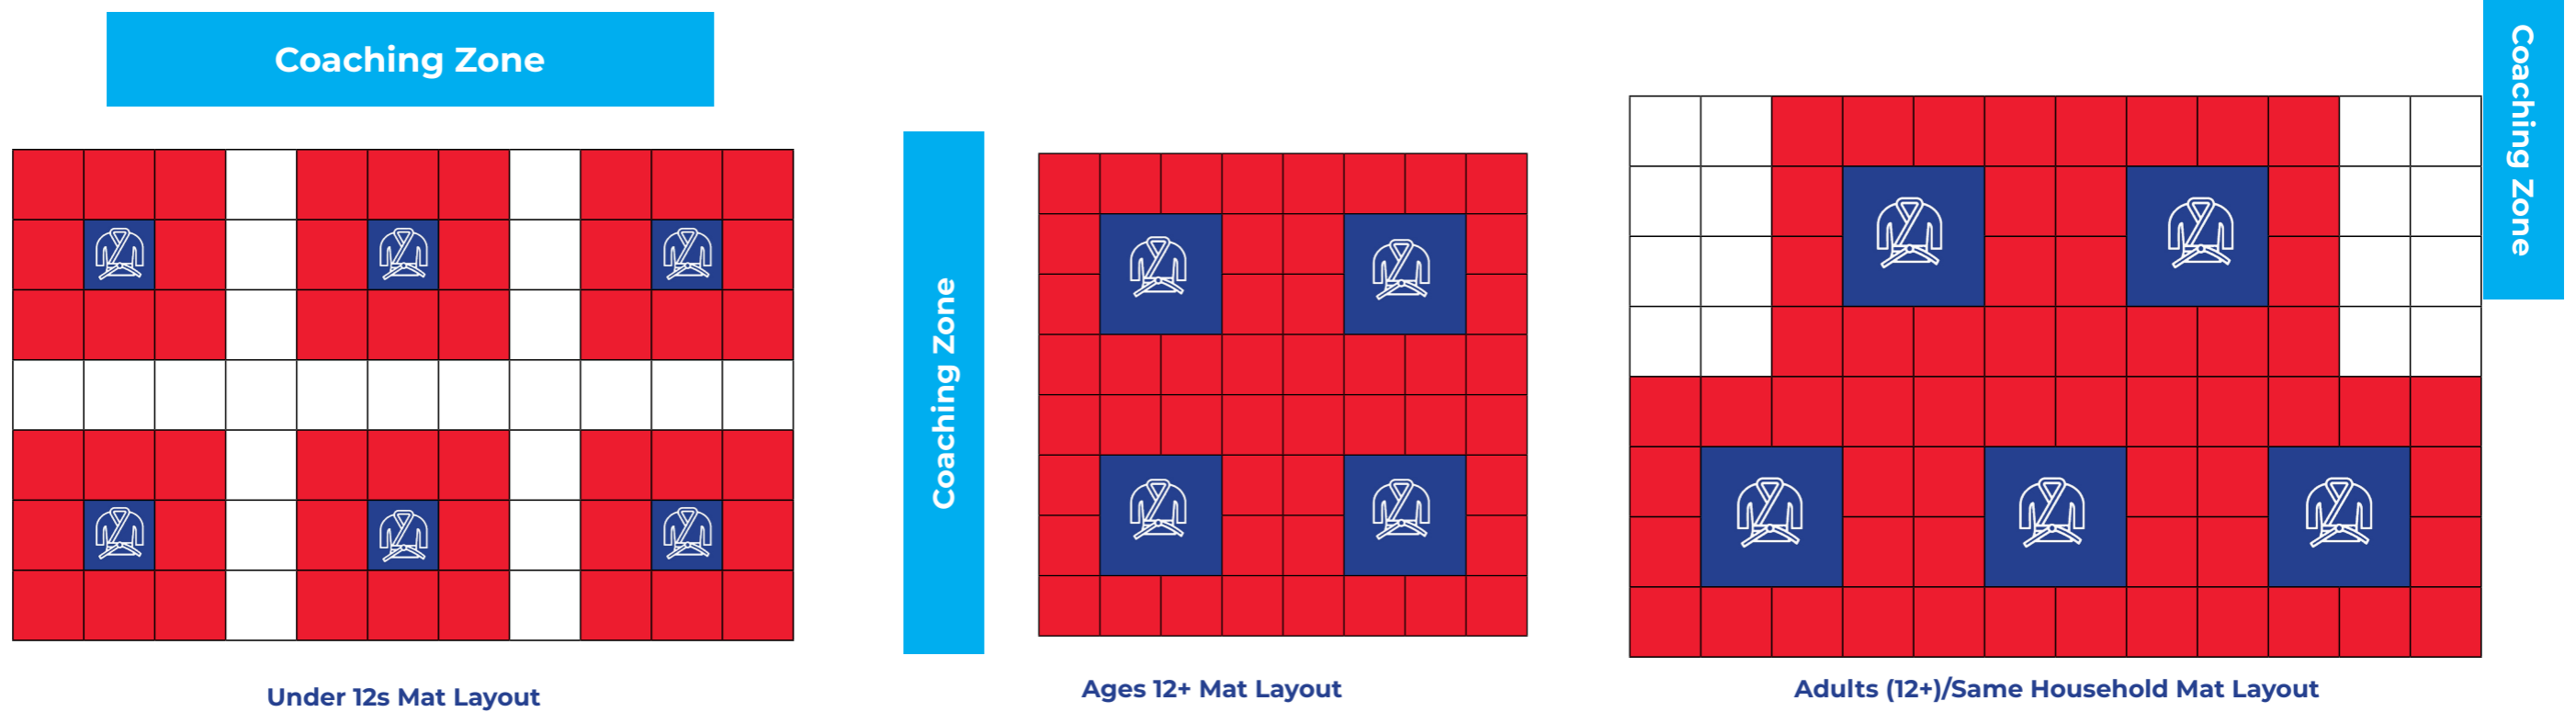 Coaching Zone
Under 12s Mat Layout
Coaching Zone
Ages 12+ Mat Layout
Coaching Zone
Adults (12+)/Same Household Mat Layout